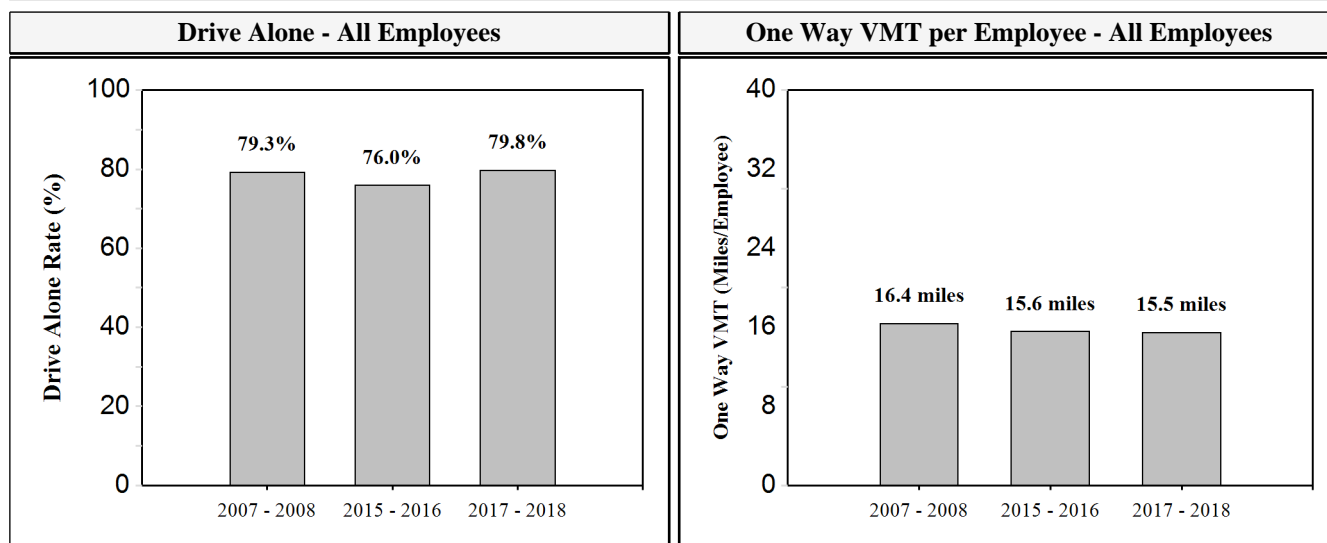 Drive Alone - All Employees
One Way VMT per Employee - All Employees
Drive Alone Rate (%)
100
80
60
40
20
0
79.3%
76.0%
79.8%
2007 - 2008
2015 - 2016
2017 - 2018
One Way VMT (Miles/Employee)
40
32
24
16
8
0
16.4 miles
15.6 miles
15.5 miles
2007 - 2008
2015 - 2016
2017 - 2018